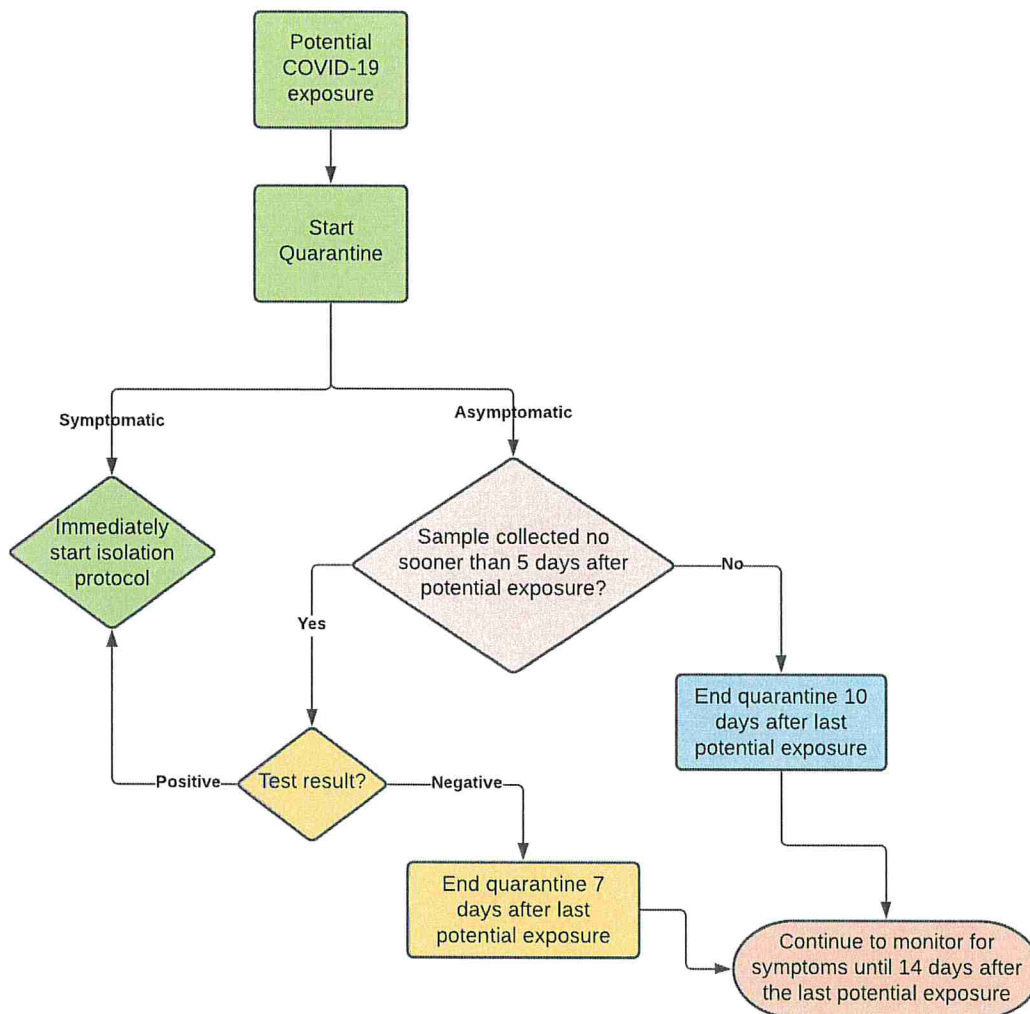 Potential
COVID-19
exposure
Start
Quarantine
Symptomatic
Asymptomatic
Immediately
start isolation
protocol
Sample collected no
sooner than 5 days after
potential exposure?
No
Yes
End quarantine 10
days after last
potential exposure
Positive
Test result?
Negative
End quarantine 7
days after last
potential exposure
Continue to monitor for
symptoms until 14 days after
the last potential exposure